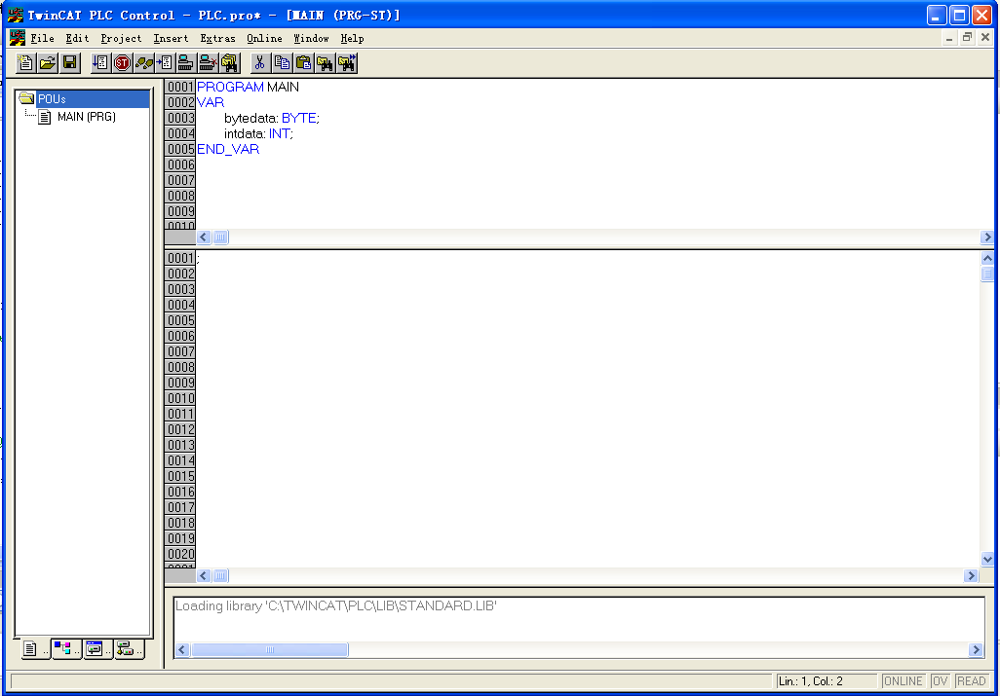 TwinCAT PLC Control - PLC.pro* - [MAIN (PRG-ST)]
File Edit Project Insert Extras Online Window Help
POUs
MAIN (PRG)
0001 PROGRAM MAIN
0002 VAR
0003 bytedata: BYTE;
0004 intdata: INT;
0005 END_VAR
0006
0007
0008
0009
0010
0001 ;
0002
0003
0004
0005
0006
0007
0008
0009
0010
0011
0012
0013
0014
0015
0016
0017
0018
0019
0020
0021
Loading library 'C:\TWINCAT\PLC\LIB\STANDARD.LIB'
Lin.: 1, Col.: 2 ONLINE OV READ